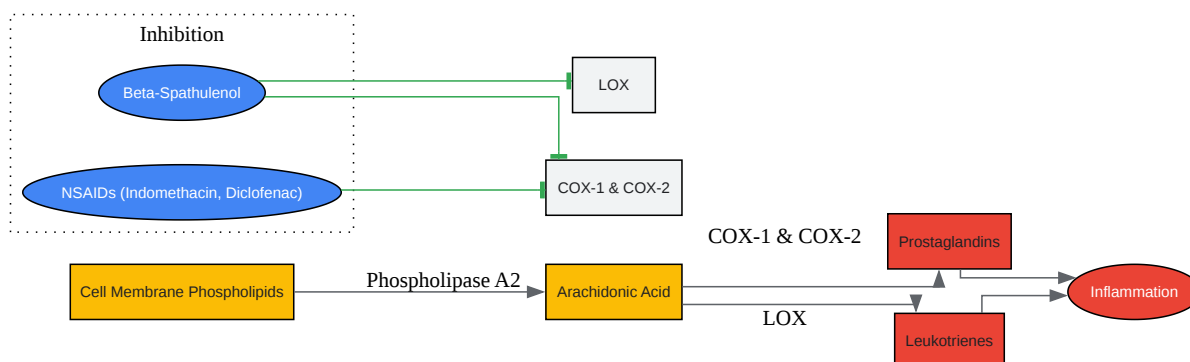 Inhibition
Beta-Spathulenol
LOX
NSAIDs (Indomethacin, Diclofenac)
COX-1 & COX-2
COX-1 & COX-2
Prostaglandins
Cell Membrane Phospholipids
Phospholipase A2
Arachidonic Acid
Inflammation
LOX
Leukotrienes